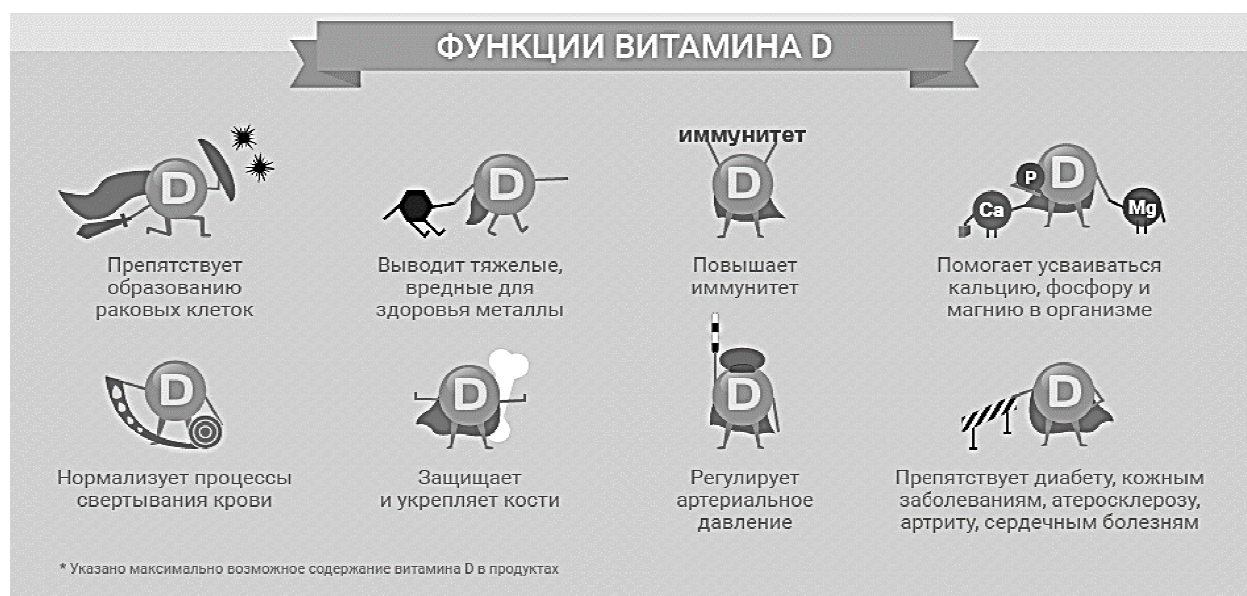 ФУНКЦИИ ВИТАМИНА D
D
D
иммунитет
D
D
P
Ca
Mg
Препятствует
образованию
раковых клеток
Выводит тяжелые,
вредные для
здоровья металлы
Повышает
иммунитет
Помогает усваиваться
кальцию, фосфору и
магнию в организме
D
D
D
D
Нормализует процессы
свертывания крови
Защищает
и укрепляет кости
Регулирует
артериальное
давление
Препятствует диабету, кожным
заболеваниям, атеросклерозу,
артриту, сердечным болезням
* Указано максимально возможное содержание витамина D в продуктах